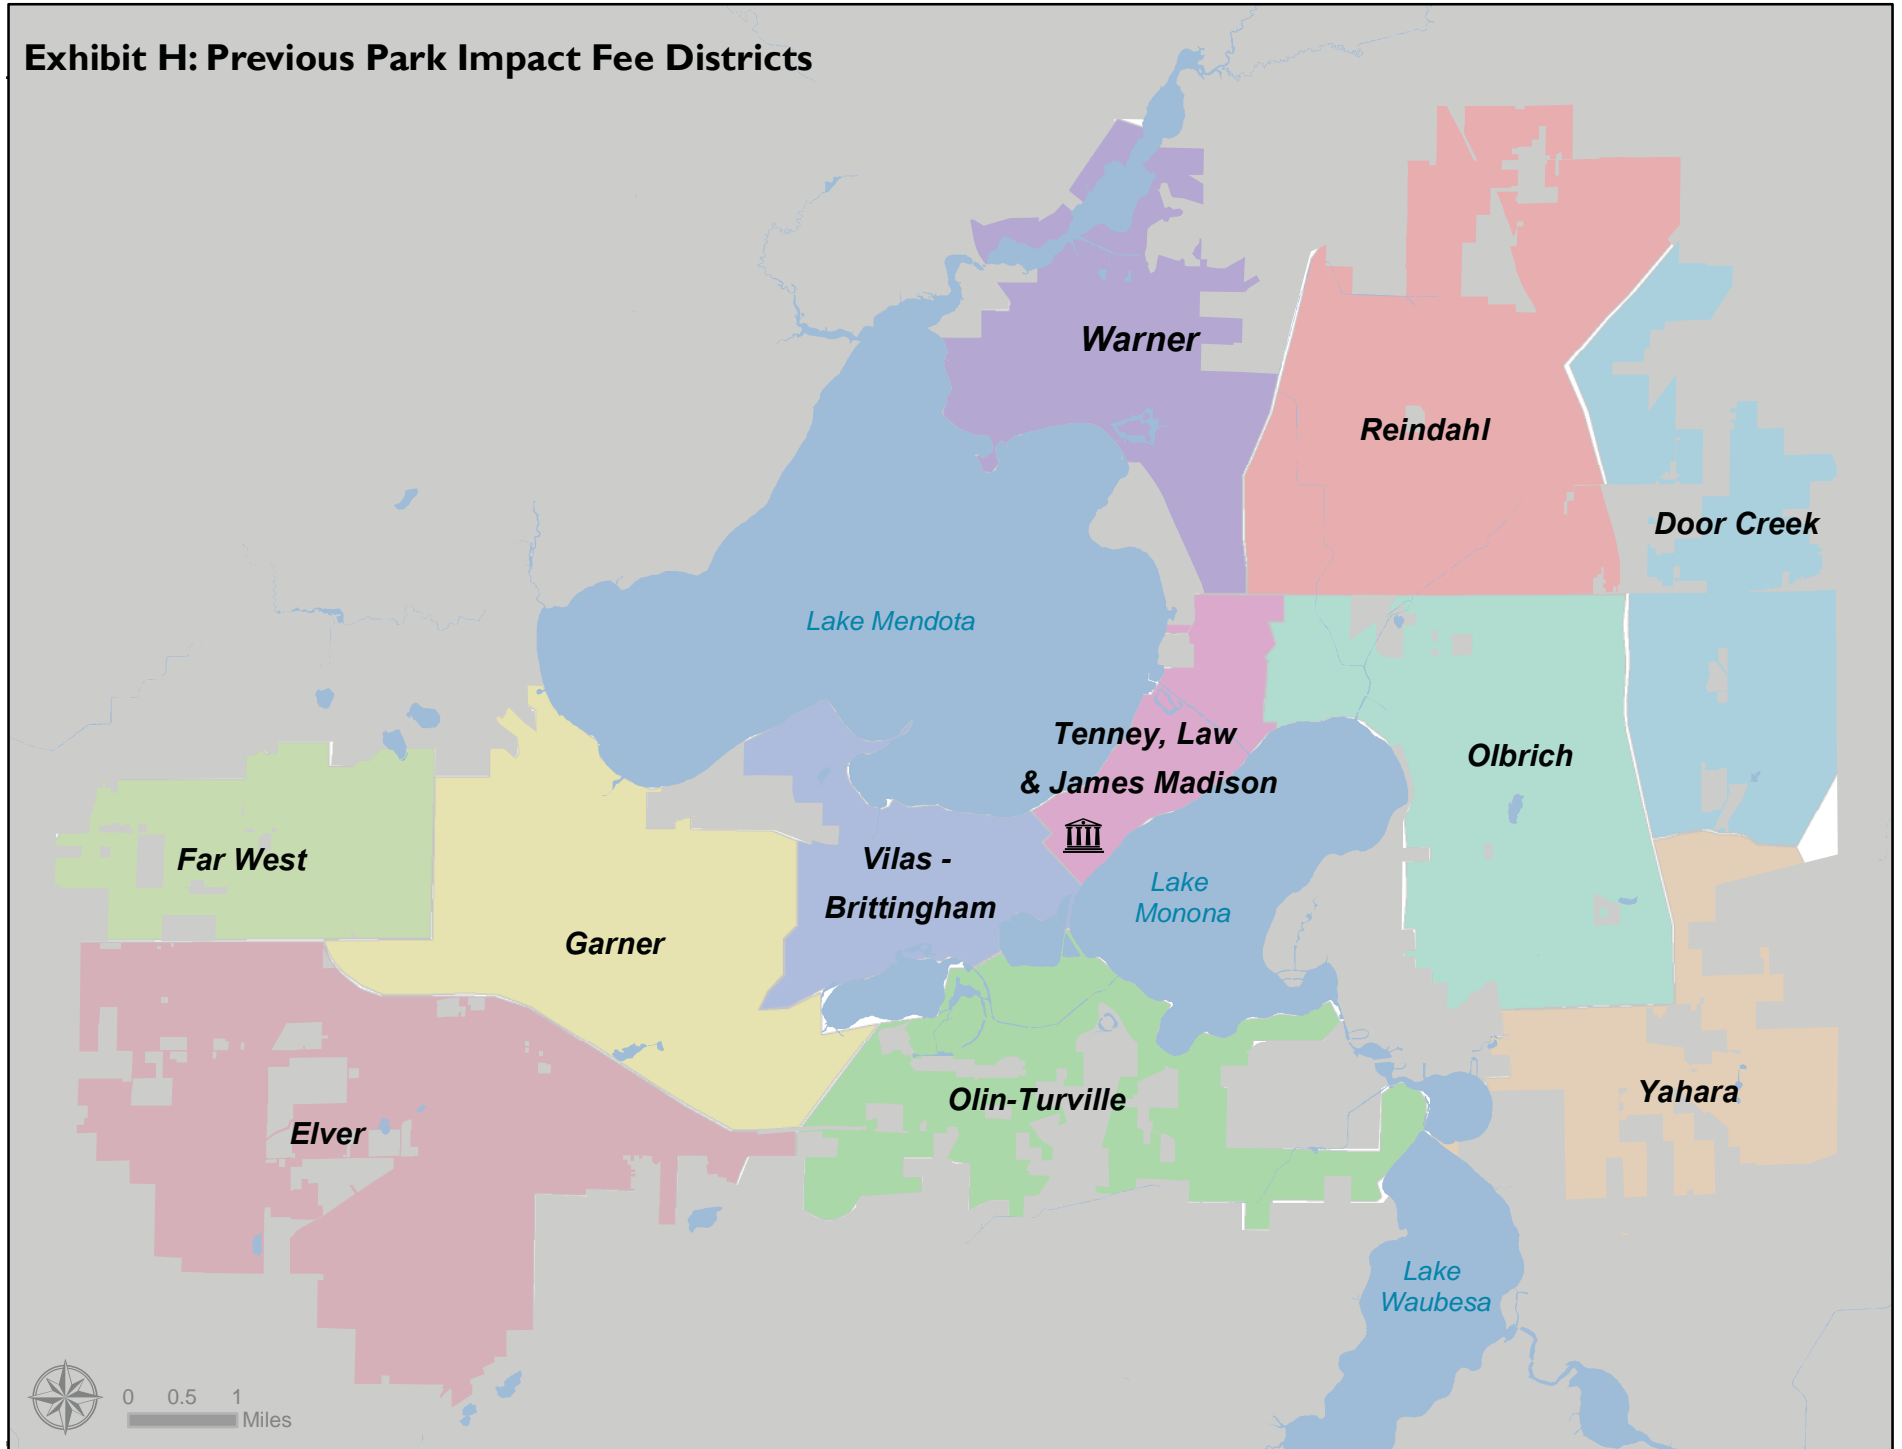 Exhibit H: Previous Park Impact Fee Districts
Warner
Reindahl
Door Creek
Lake Mendota
Tenney, Law
& James Madison
Olbrich
Far West
Vilas -
Brittingham
Lake
Monona
Garner
Elver
Olin-Turville
Yahara
Lake
Waubesa
0 0.5 1
Miles